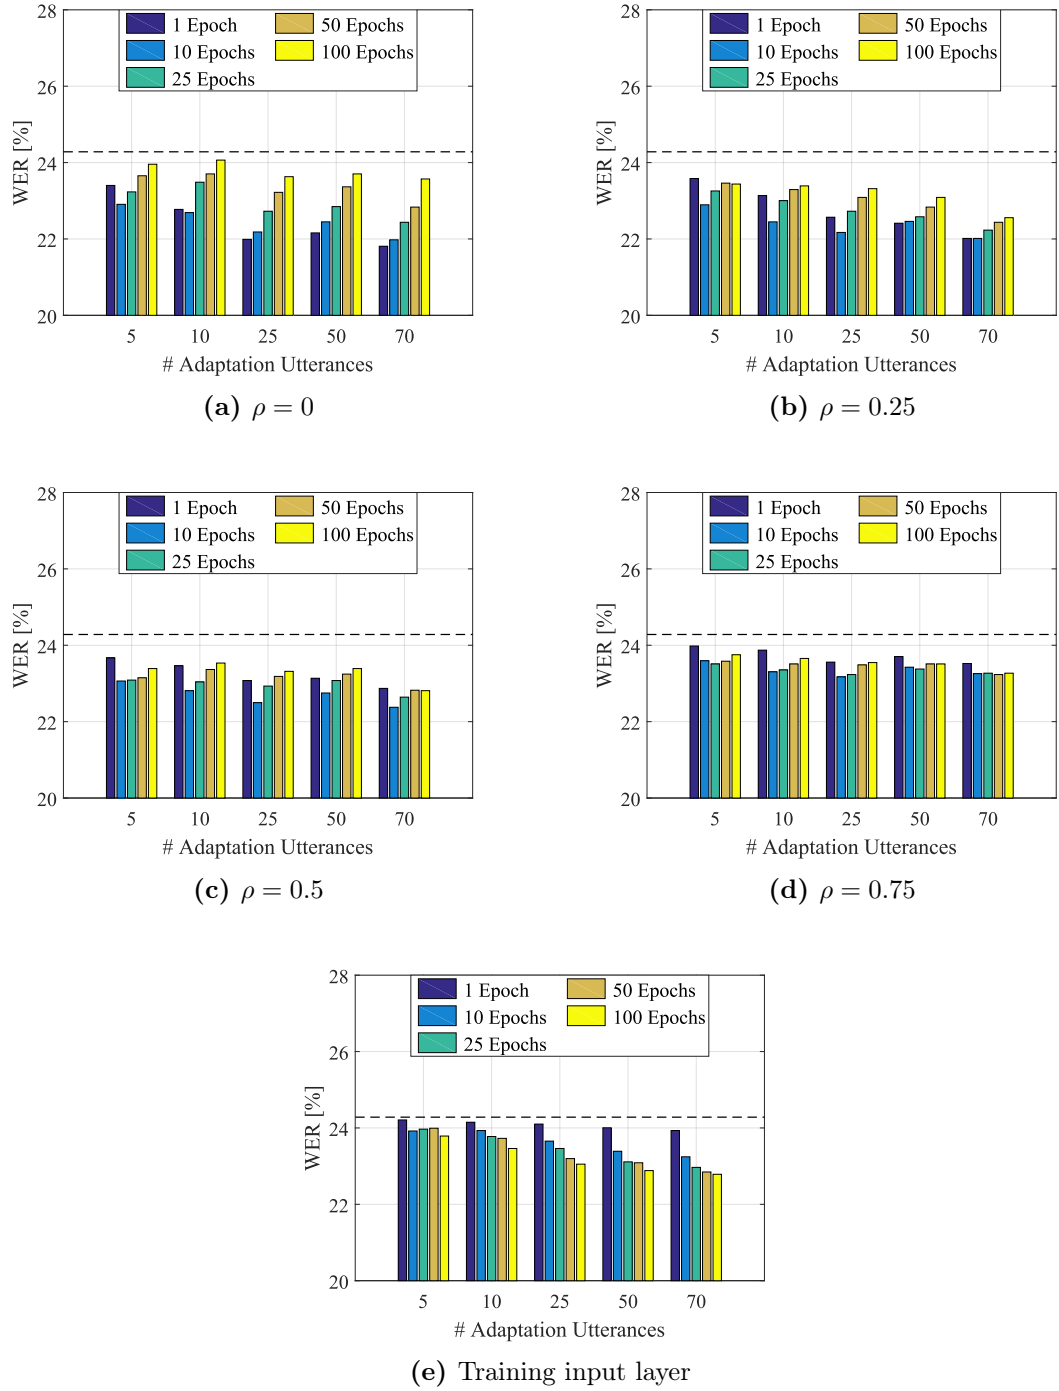 28
26
24
22
20
WER [%]
1 Epoch
10 Epochs
25 Epochs
50 Epochs
100 Epochs
5 10 25 50 70
# Adaptation Utterances
(a) ρ = 0
28
26
24
22
20
WER [%]
1 Epoch
10 Epochs
25 Epochs
50 Epochs
100 Epochs
5 10 25 50 70
# Adaptation Utterances
(b) ρ = 0.25
28
26
24
22
20
WER [%]
1 Epoch
10 Epochs
25 Epochs
50 Epochs
100 Epochs
5 10 25 50 70
# Adaptation Utterances
(c) ρ = 0.5
28
26
24
22
20
WER [%]
1 Epoch
10 Epochs
25 Epochs
50 Epochs
100 Epochs
5 10 25 50 70
# Adaptation Utterances
(d) ρ = 0.75
28
26
24
22
20
WER [%]
1 Epoch
10 Epochs
25 Epochs
50 Epochs
100 Epochs
5 10 25 50 70
# Adaptation Utterances
(e) Training input layer